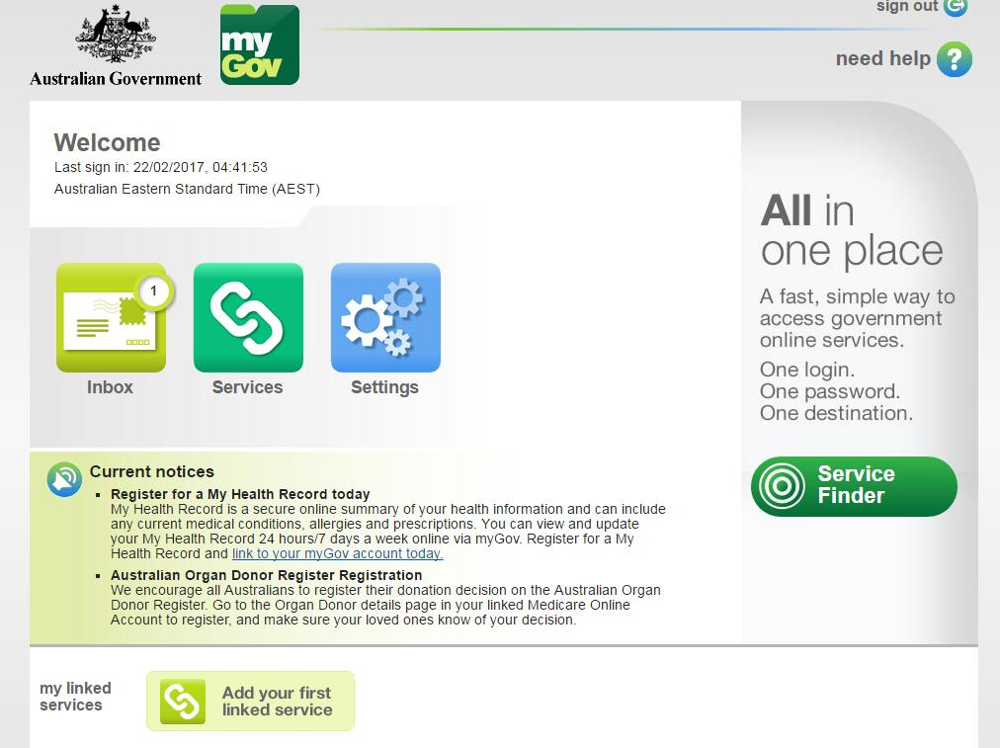 sign out
Australian Government
my
Gov
need help
?
Welcome
Last sign in: 22/02/2017, 04:41:53
Australian Eastern Standard Time (AEST)
1
Inbox
Services
Settings
Current notices
Register for a My Health Record today
My Health Record is a secure online summary of your health information and can include
any current medical conditions, allergies and prescriptions. You can view and update
your My Health Record 24 hours/7 days a week online via myGov. Register for a My
Health Record and link to your myGov account today.
Australian Organ Donor Register Registration
We encourage all Australians to register their donation decision on the Australian Organ
Donor Register. Go to the Organ Donor details page in your linked Medicare Online
Account to register, and make sure your loved ones know of your decision.
All in
one place
A fast, simple way to
access government
online services.
One login.
One password.
One destination.
Service
Finder
my linked
services
Add your first
linked service